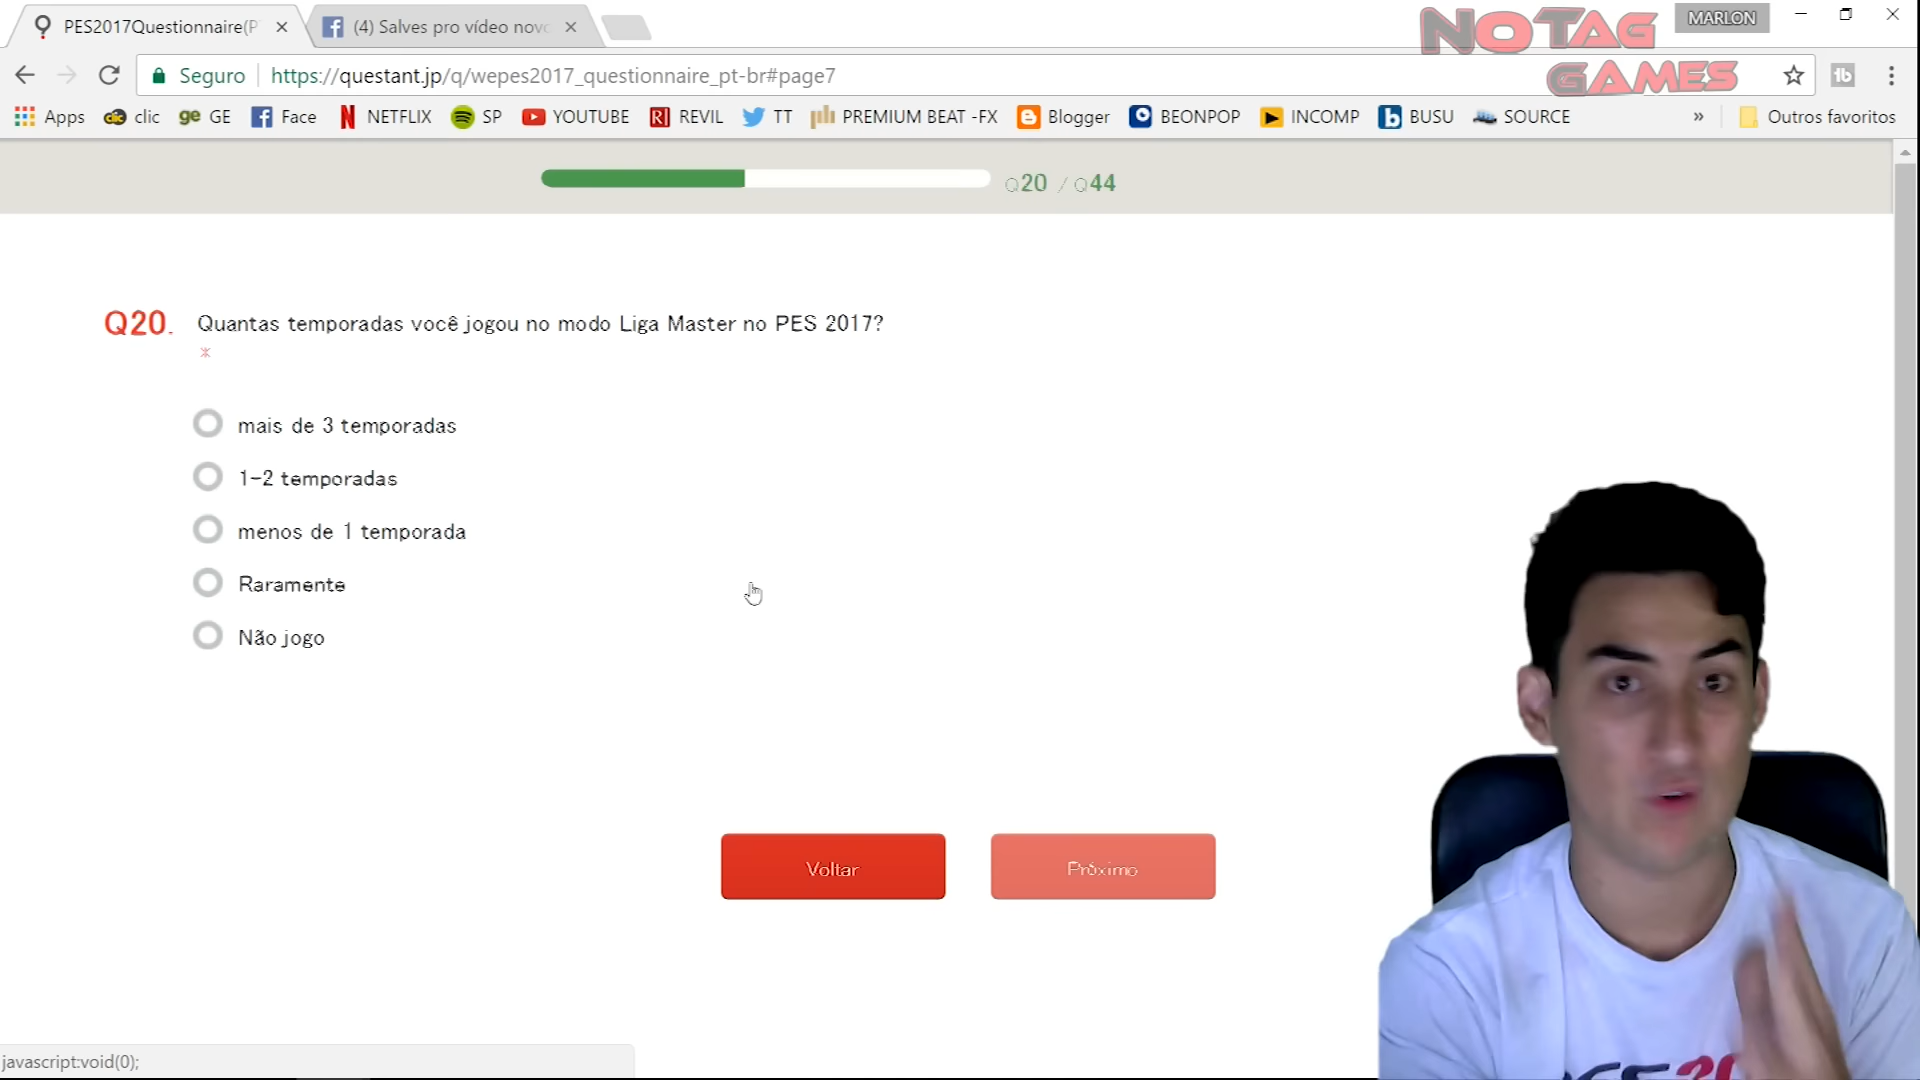 PES2017Questionnaire(P
(4) Salves pro vídeo novo
NOTAG
GAMES
MARLON
Seguro
https://questant.jp/q/wepes2017_questionnaire_pt-br#page7
Apps
clic
GE
Face
NETFLIX
SP
YOUTUBE
REVIL
TT
PREMIUM BEAT -FX
Blogger
BEONPOP
INCOMP
BUSU
SOURCE
»
Outros favoritos
Q20 / Q44
Q20. Quantas temporadas você jogou no modo Liga Master no PES 2017?
*
mais de 3 temporadas
1-2 temporadas
menos de 1 temporada
Raramente
Não jogo
Voltar
Próximo
javascript:void(0);